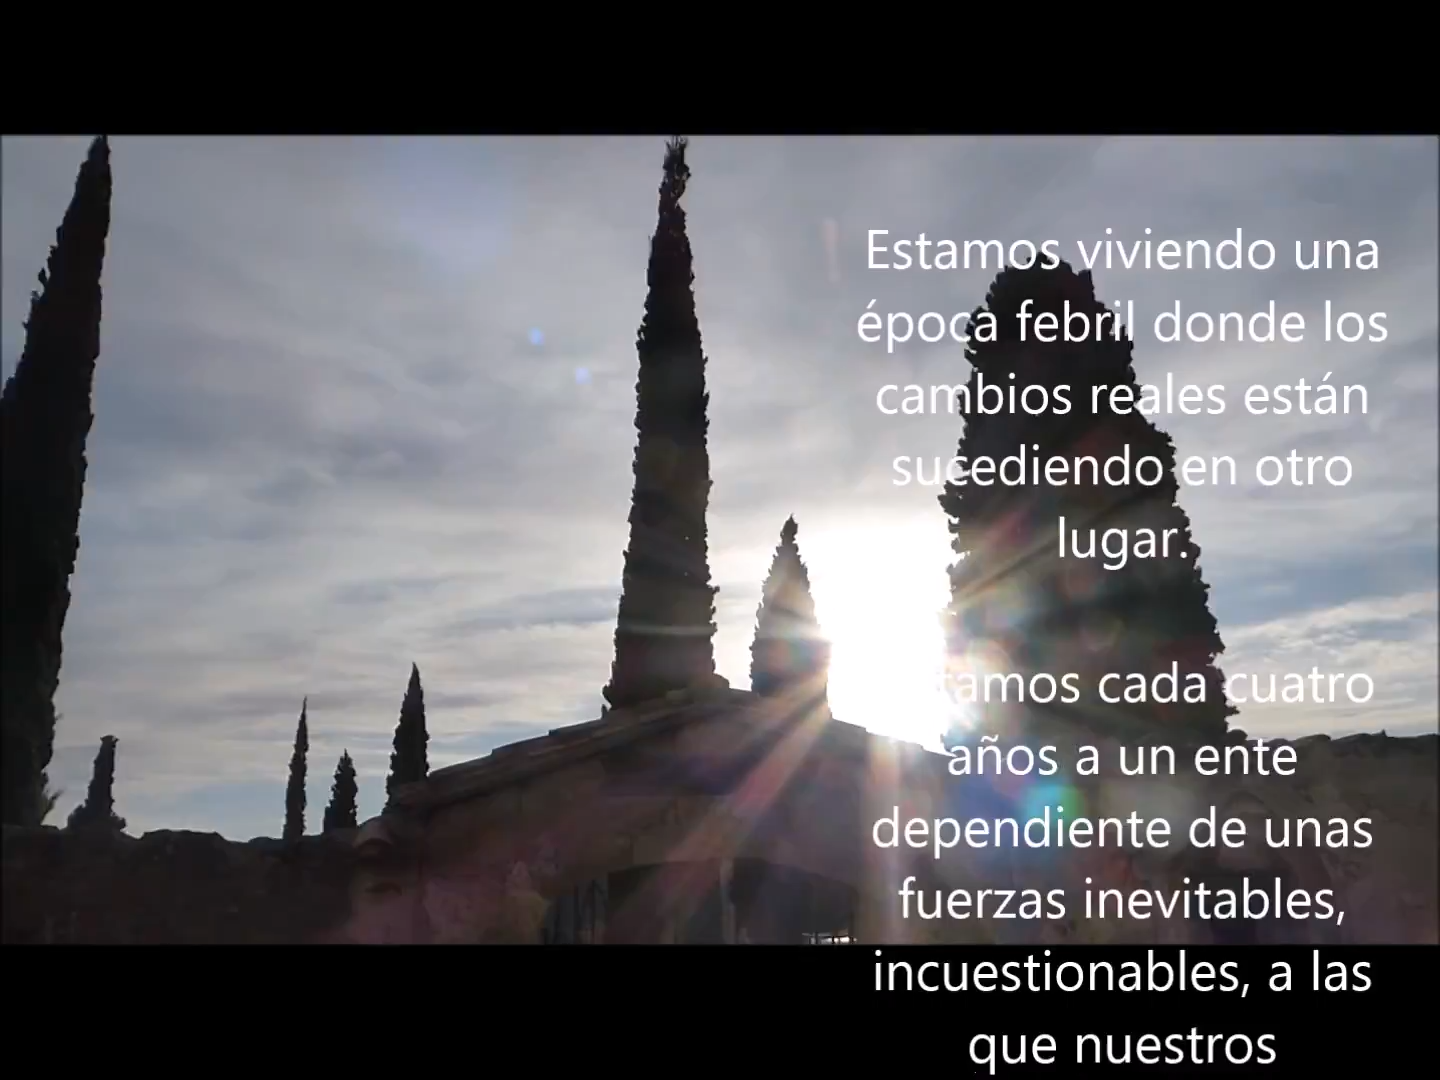 Estamos viviendo una
época febril donde los
cambios reales están
sucediendo en otro
lugar.
cada cuatro
años a un ente
dependiente de unas
fuerzas inevitables,
incuestionables, a las
que nuestros